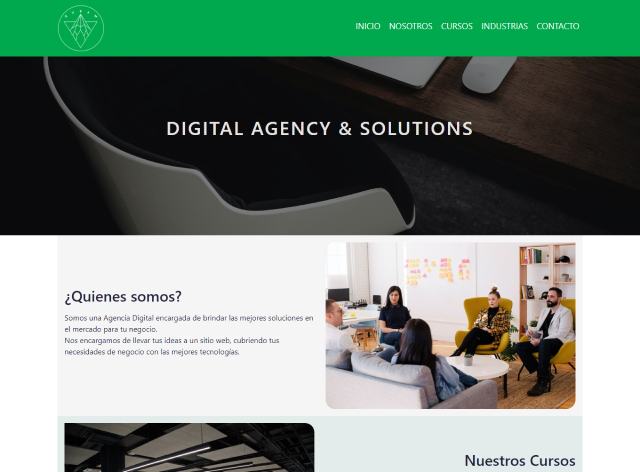 INICIO NOSOTROS CURSOS INDUSTRIAS CONTACTO
DIGITAL AGENCY & SOLUTIONS
¿Quienes somos?
Somos una Agencia Digital encargada de brindar las mejores soluciones en
el mercado para tu negocio.
Nos encargamos de llevar tus ideas a un sitio web, cubriendo tus
necesidades de negocio con las mejores tecnologías.
Nuestros Cursos